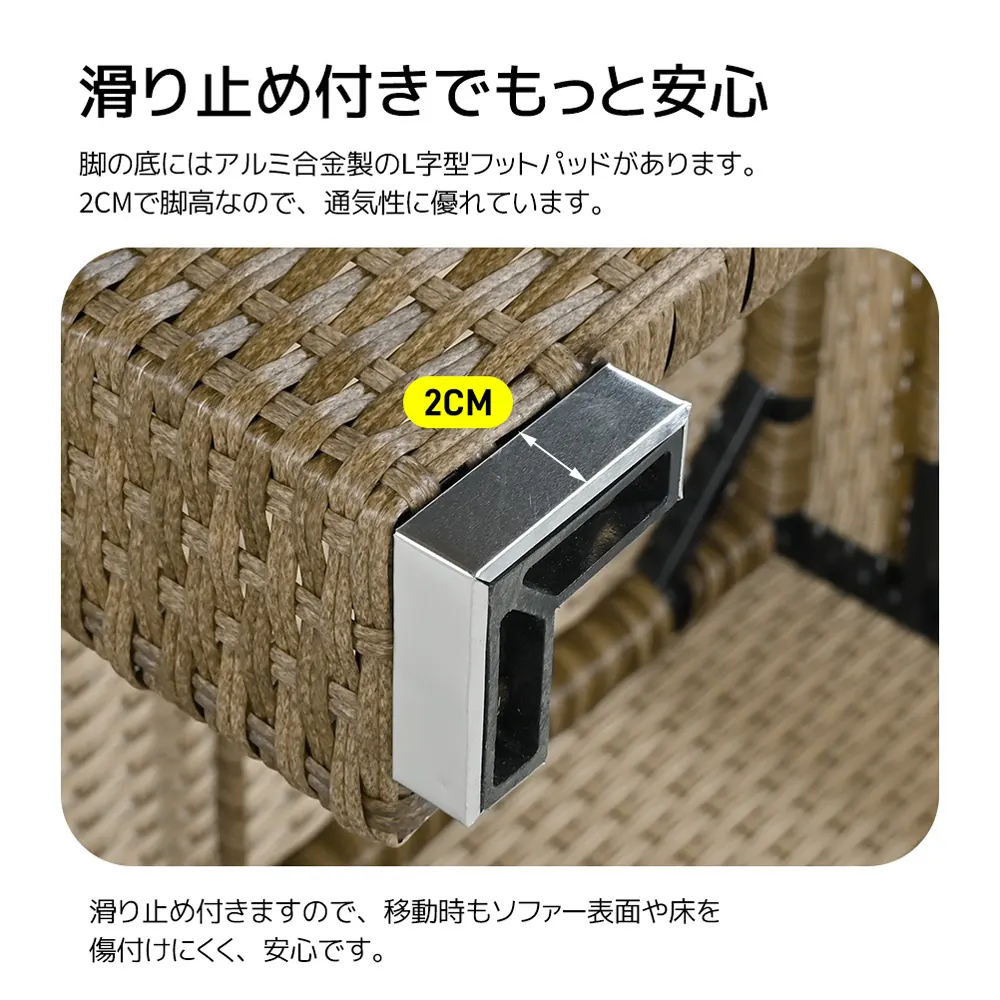 滑り止め付きでもっと安心
脚の底にはアルミ合金製のL字型フットパッドがあります。
2CMで脚高なので、通気性に優れています。
2CM
滑り止め付きますので、移動時もソファー表面や床を
傷付けにくく、安心です。